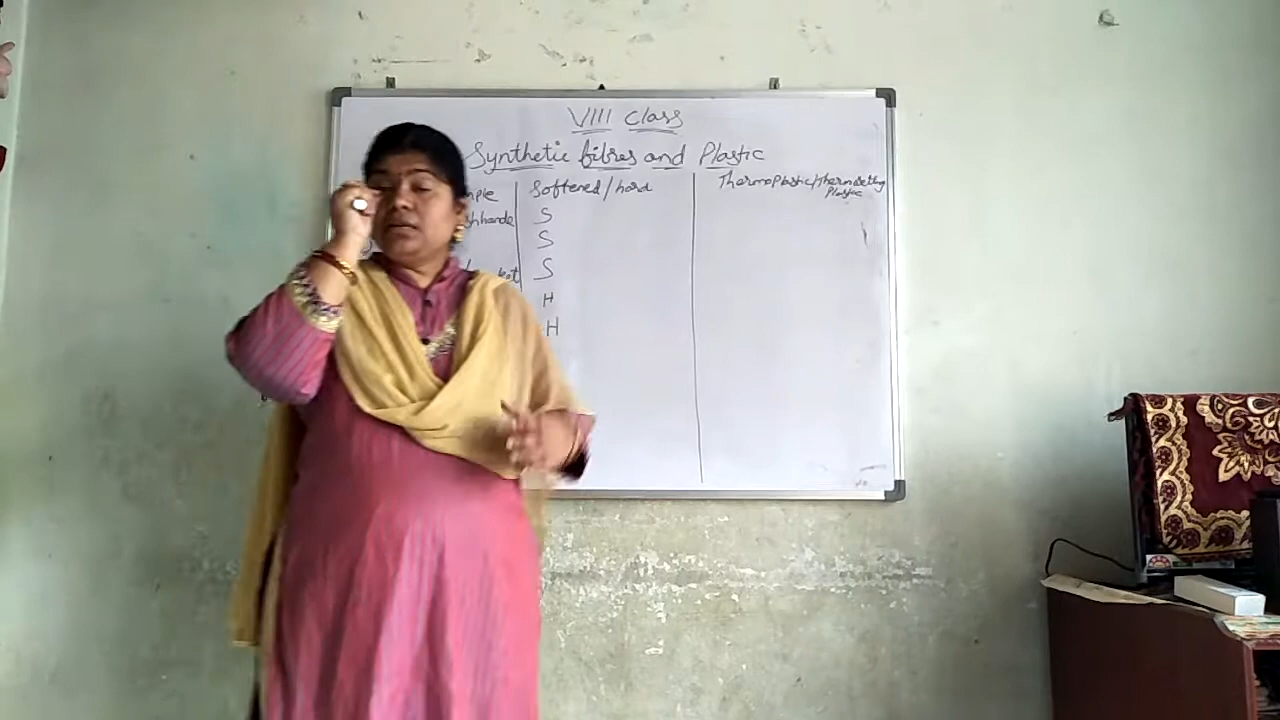 VIII class
Synthetic fibres and Plastic
Softened / hard
ThermoPlastic/Thermosetting
Plastic
S
S
S
H
H